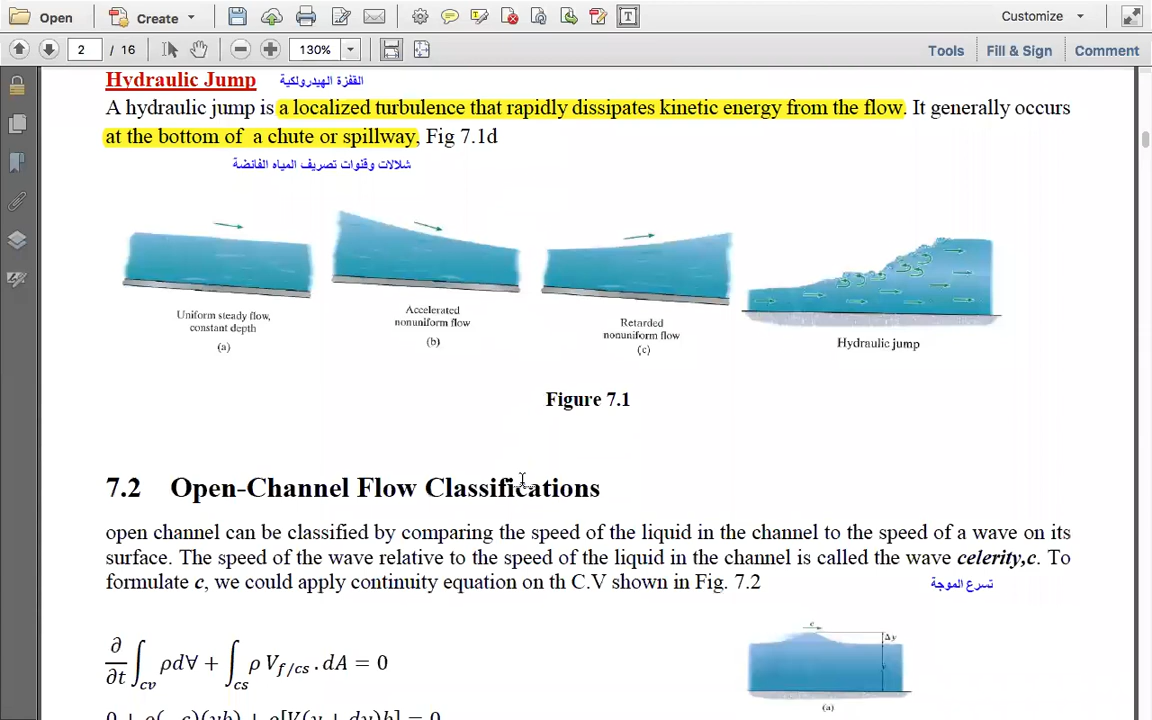 Open Create Customize
2 / 16 130% Tools Fill & Sign Comment
Hydraulic Jump القفزة الهيدرولكية
A hydraulic jump is a localized turbulence that rapidly dissipates kinetic energy from the flow. It generally occurs
at the bottom of a chute or spillway, Fig 7.1d
شلالات وقنوات تصريف المياه الفائضة
Uniform steady flow,
constant depth
(a)
Accelerated
nonuniform flow
(b)
Retarded
nonuniform flow
(c)
Hydraulic jump
Figure 7.1
7.2 Open-Channel Flow Classifications
open channel can be classified by comparing the speed of the liquid in the channel to the speed of a wave on its
surface. The speed of the wave relative to the speed of the liquid in the channel is called the wave celerity,c. To
formulate c, we could apply continuity equation on th C.V shown in Fig. 7.2
تسرع الموجة
∂/∂t ∫cv ρd∀ + ∫cs ρ V_f/cs . dA = 0
c
Δy
(a)